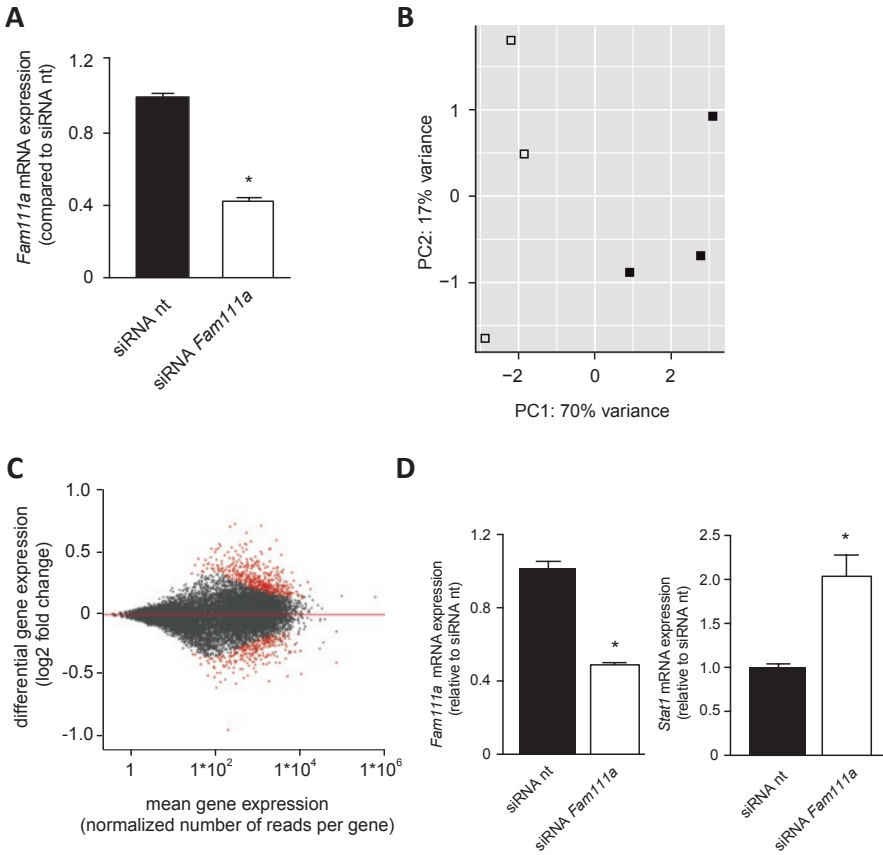 A
Fam111a mRNA expression
(compared to siRNA nt)
1.2
0.8
0.4
0
*
siRNA nt
siRNA Fam111a
B
PC2: 17% variance
1
0
−1
−2
0
2
PC1: 70% variance
C
differential gene expression
(log2 fold change)
1.0
0.5
0
-0.5
-1.0
1
1*10²
1*10⁴
1*10⁶
mean gene expression
(normalized number of reads per gene)
D
Fam111a mRNA expression
(relative to siRNA nt)
1.2
0.8
0.4
0
*
siRNA nt
siRNA Fam111a
Stat1 mRNA expression
(relative to siRNA nt)
2.5
2.0
1.5
1.0
0.5
0
*
siRNA nt
siRNA Fam111a